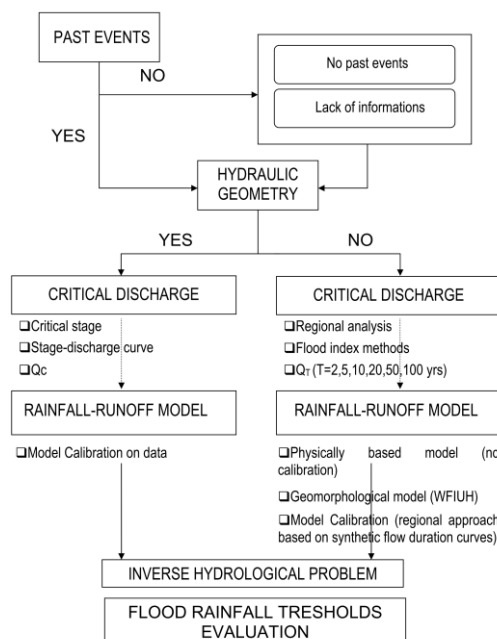 PAST EVENTS
NO
No past events
Lack of informations
YES
HYDRAULIC
GEOMETRY
YES
NO
CRITICAL DISCHARGE
❑Critical stage
❑Stage-discharge curve
❑Qc
RAINFALL-RUNOFF MODEL
❑Model Calibration on data
CRITICAL DISCHARGE
❑Regional analysis
❑Flood index methods
❑QT (T=2,5,10,20,50,100 yrs)
RAINFALL-RUNOFF MODEL
❑Physically based model (no
calibration)
❑Geomorphological model (WFIUH)
❑Model Calibration (regional approach
based on synthetic flow duration curves)
INVERSE HYDROLOGICAL PROBLEM
FLOOD RAINFALL TRESHOLDS
EVALUATION